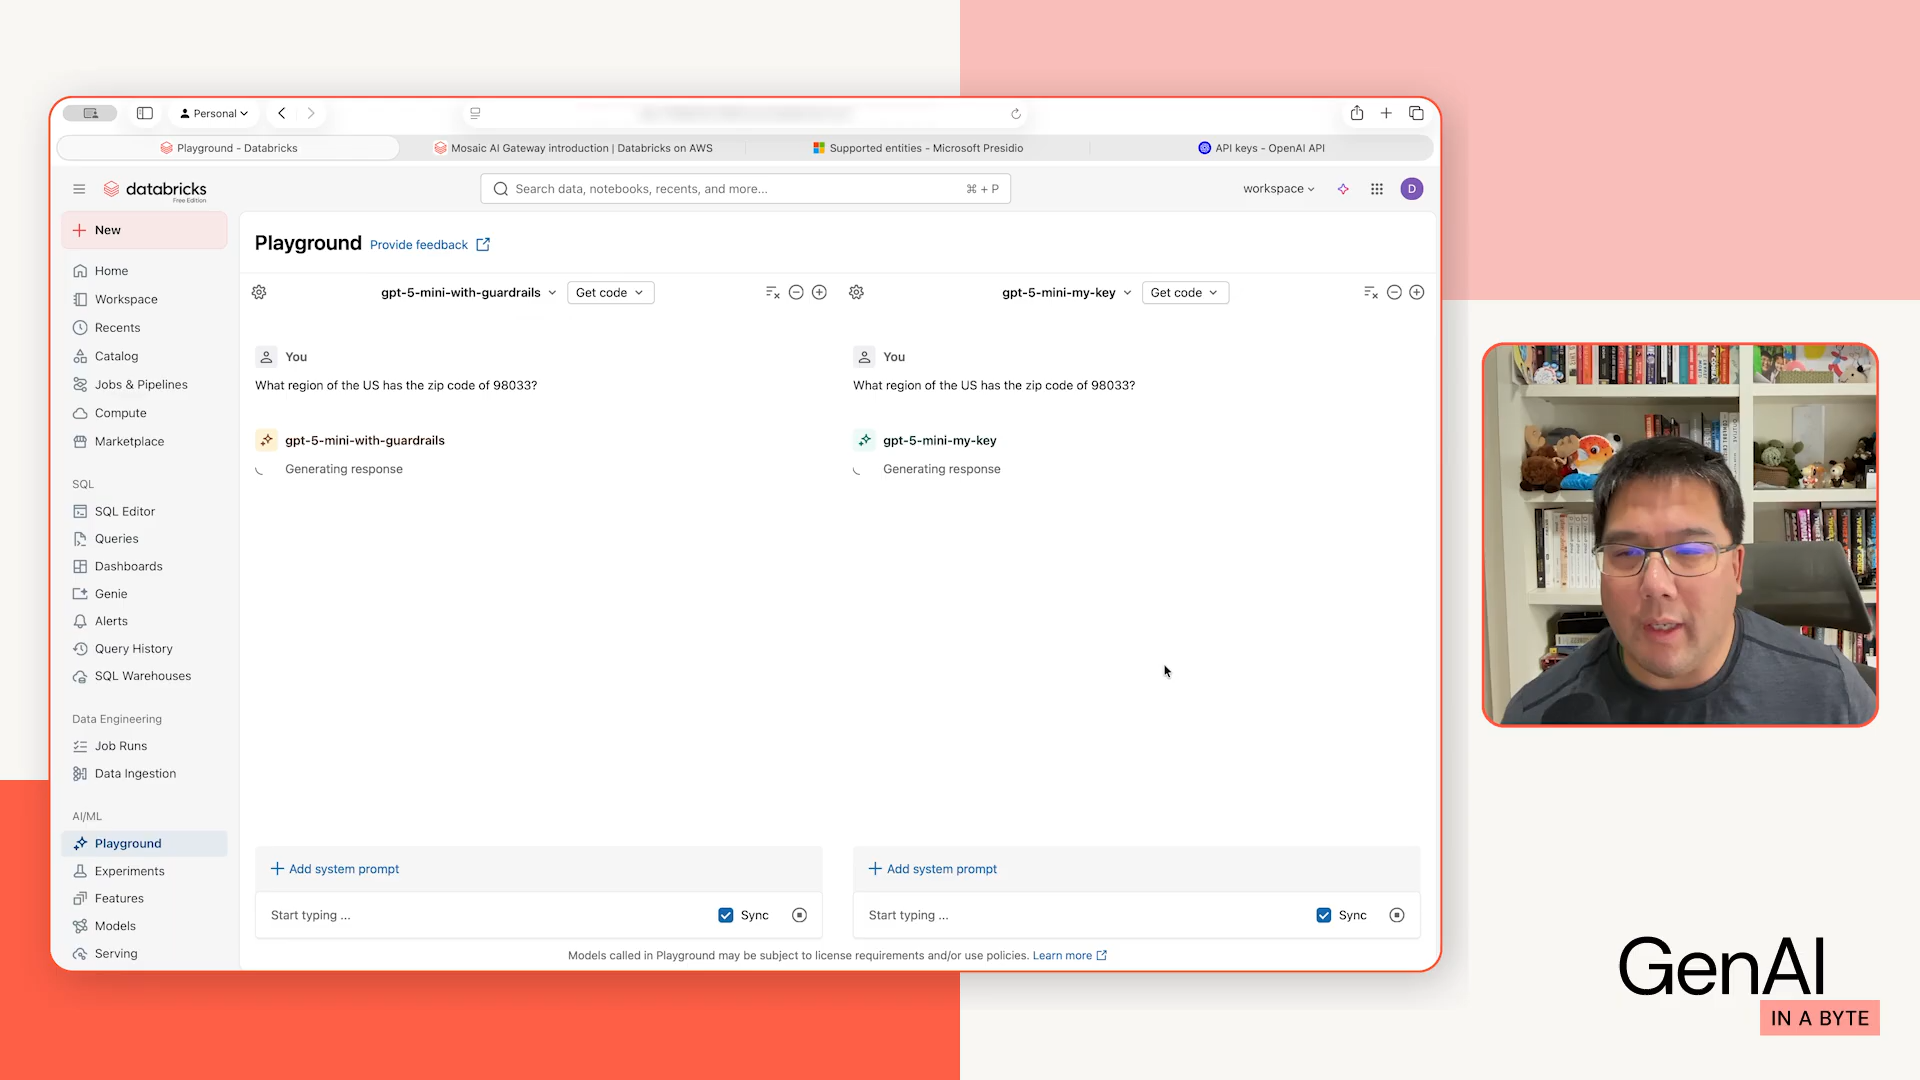 Personal
Playground - Databricks
Mosaic AI Gateway introduction | Databricks on AWS
Supported entities - Microsoft Presidio
API keys - OpenAI API
databricks
Free Edition
Search data, notebooks, recents, and more...
⌘ + P
workspace
D
New
Home
Workspace
Recents
Catalog
Jobs & Pipelines
Compute
Marketplace
SQL
SQL Editor
Queries
Dashboards
Genie
Alerts
Query History
SQL Warehouses
Data Engineering
Job Runs
Data Ingestion
AI/ML
Playground
Experiments
Features
Models
Serving
Playground
Provide feedback
gpt-5-mini-with-guardrails
Get code
You
What region of the US has the zip code of 98033?
gpt-5-mini-with-guardrails
Generating response
Add system prompt
Start typing ...
Sync
gpt-5-mini-my-key
Get code
You
What region of the US has the zip code of 98033?
gpt-5-mini-my-key
Generating response
Add system prompt
Start typing ...
Sync
Models called in Playground may be subject to license requirements and/or use policies. Learn more
GenAI
IN A BYTE